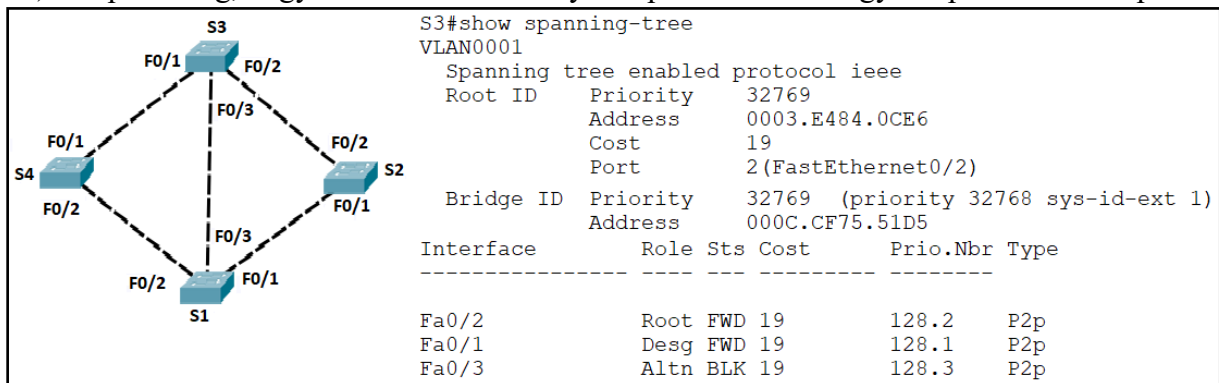 S3
F0/1 F0/2
F0/3
F0/1 F0/2
S4 S2
F0/2 F0/1
F0/3
F0/2 F0/1
S1
S3#show spanning-tree
VLAN0001
Spanning tree enabled protocol ieee
Root ID Priority 32769
Address 0003.E484.0CE6
Cost 19
Port 2(FastEthernet0/2)
Bridge ID Priority 32769 (priority 32768 sys-id-ext 1)
Address 000C.CF75.51D5
Interface Role Sts Cost Prio.Nbr Type
------------------- ---- --- --------- --------
Fa0/2 Root FWD 19 128.2 P2p
Fa0/1 Desg FWD 19 128.1 P2p
Fa0/3 Altn BLK 19 128.3 P2p